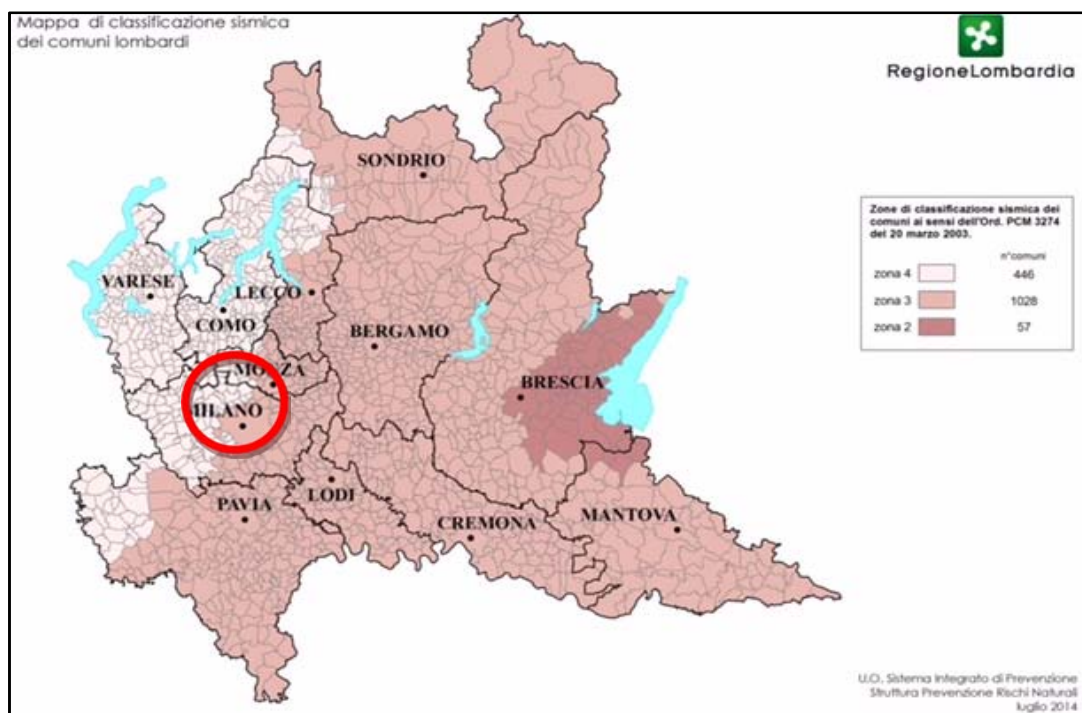 Mappa di classificazione sismica
dei comuni lombardi
RegioneLombardia
SONDRIO
VARESE
LECCO
COMO
BERGAMO
MONZA
BRESCIA
MILANO
LODI
PAVIA
CREMONA
MANTOVA
Zone di classificazione sismica dei
comuni ai sensi dell'Ord. PCM 3274
del 20 marzo 2003.
n°comuni
zona 4 446
zona 3 1028
zona 2 57
U.O. Sistema Integrato di Prevenzione
Struttura Prevenzione Rischi Naturali
luglio 2014